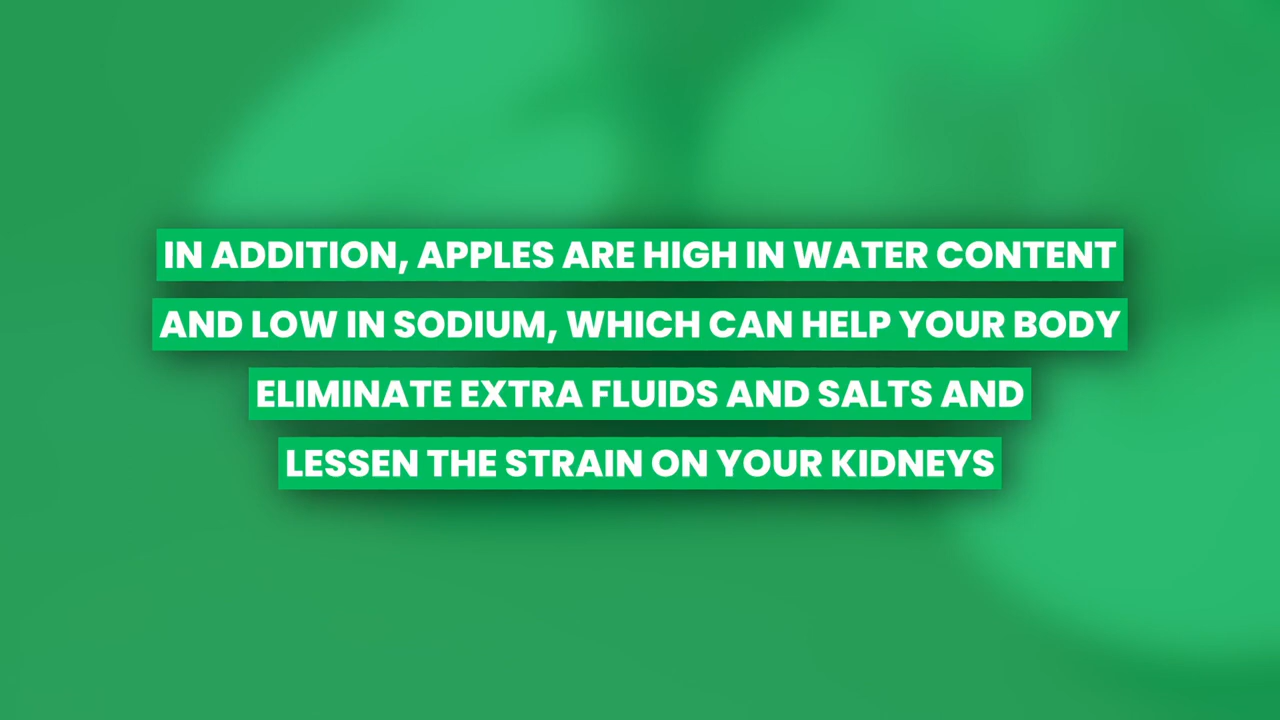 IN ADDITION, APPLES ARE HIGH IN WATER CONTENT
AND LOW IN SODIUM, WHICH CAN HELP YOUR BODY
ELIMINATE EXTRA FLUIDS AND SALTS AND
LESSEN THE STRAIN ON YOUR KIDNEYS